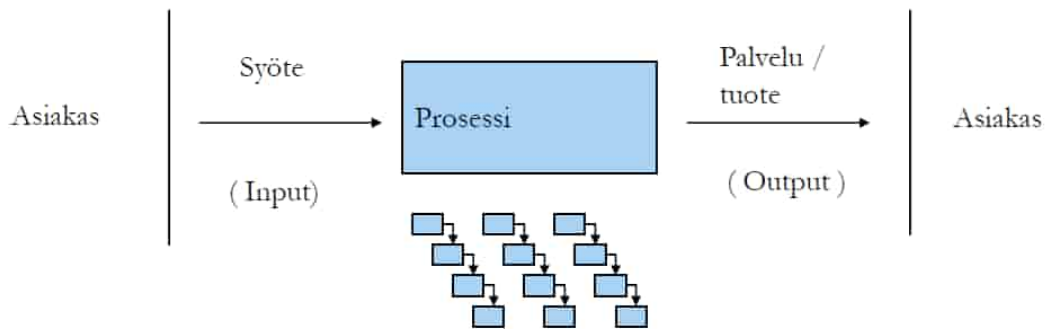 Asiakas
Syöte
( Input)
Prosessi
Palvelu /
tuote
( Output )
Asiakas